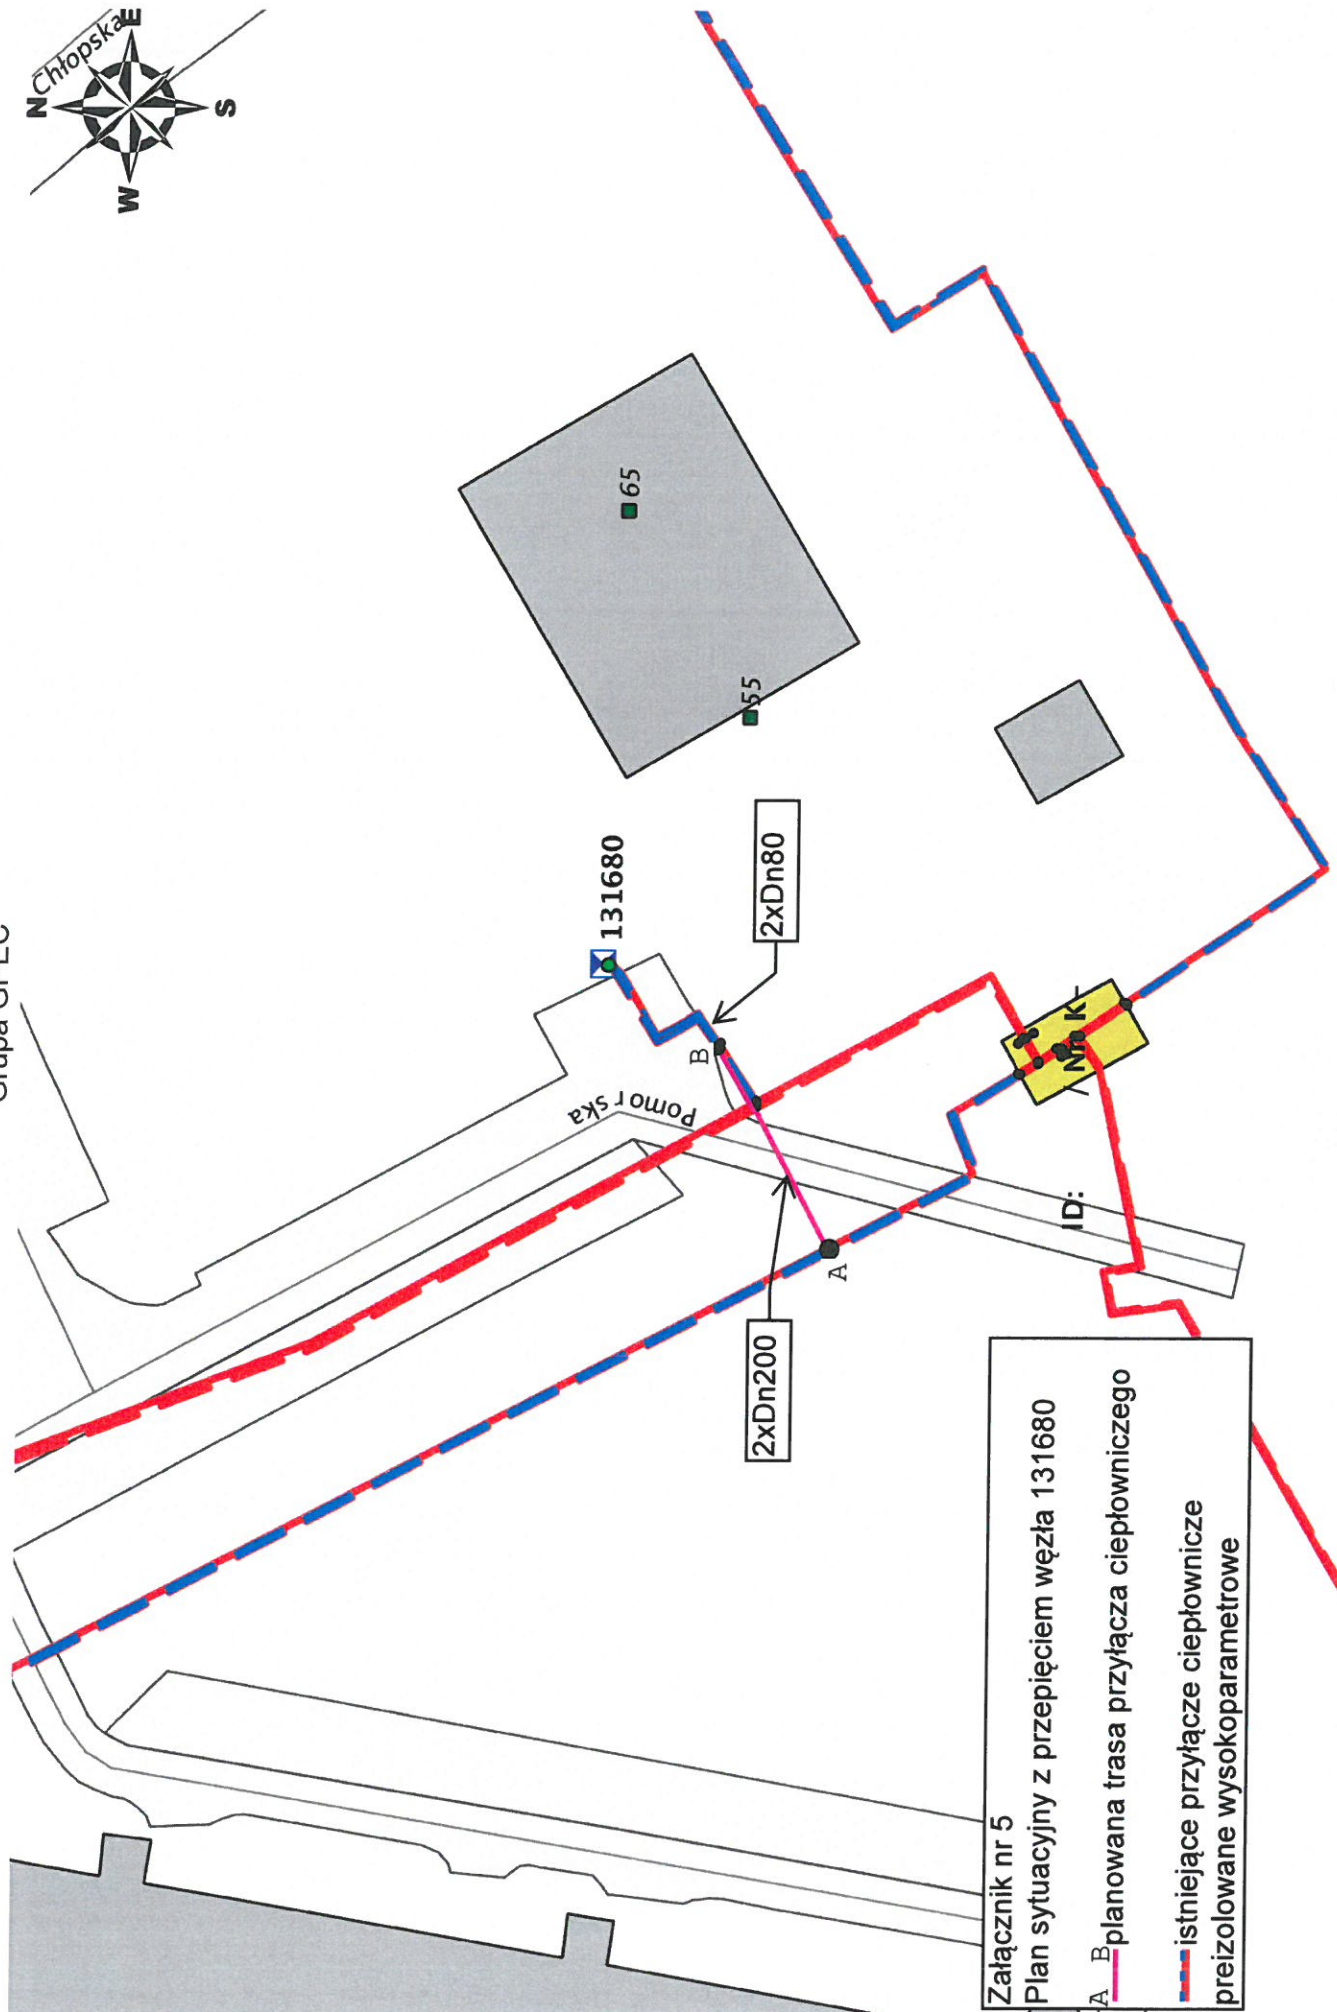 N
Chłopska
E
W
S
65
55
131680
2xDn80
B
Pomorska
K
ID:
A
2xDn200
Załącznik nr 5
Plan sytuacyjny z przepięciem węzła 131680
A B planowana trasa przyłącza ciepłowniczego
istniejące przyłącze ciepłownicze
preizolowane wysokoparametrowe